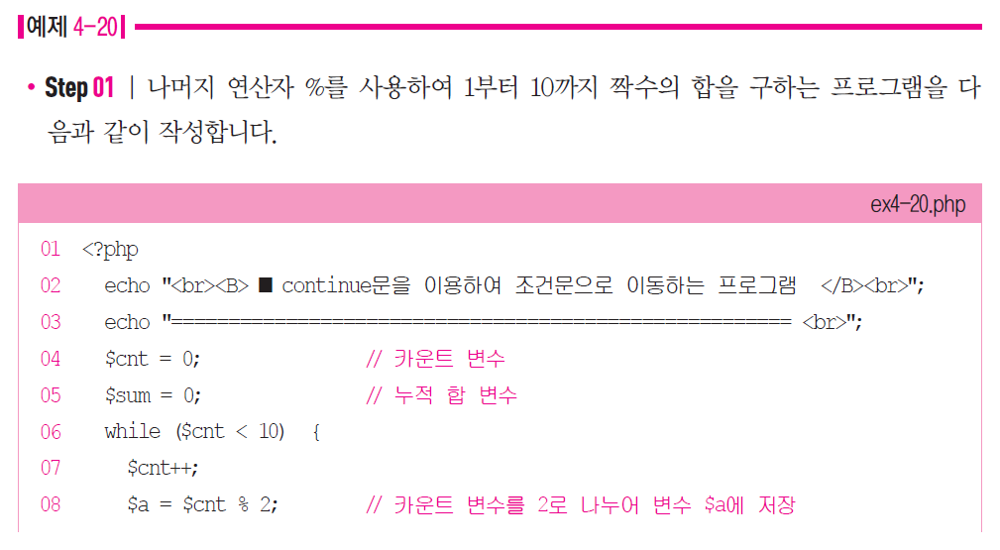 예제 4-20
• Step 01 | 나머지 연산자 %를 사용하여 1부터 10까지 짝수의 합을 구하는 프로그램을 다
음과 같이 작성합니다.
ex4-20.php
01 <?php
02 echo "<br><B> ■ continue문을 이용하여 조건문으로 이동하는 프로그램 </B><br>";
03 echo "====================================================== <br>";
04 $cnt = 0; // 카운트 변수
05 $sum = 0; // 누적 합 변수
06 while ($cnt < 10) {
07 $cnt++;
08 $a = $cnt % 2; // 카운트 변수를 2로 나누어 변수 $a에 저장